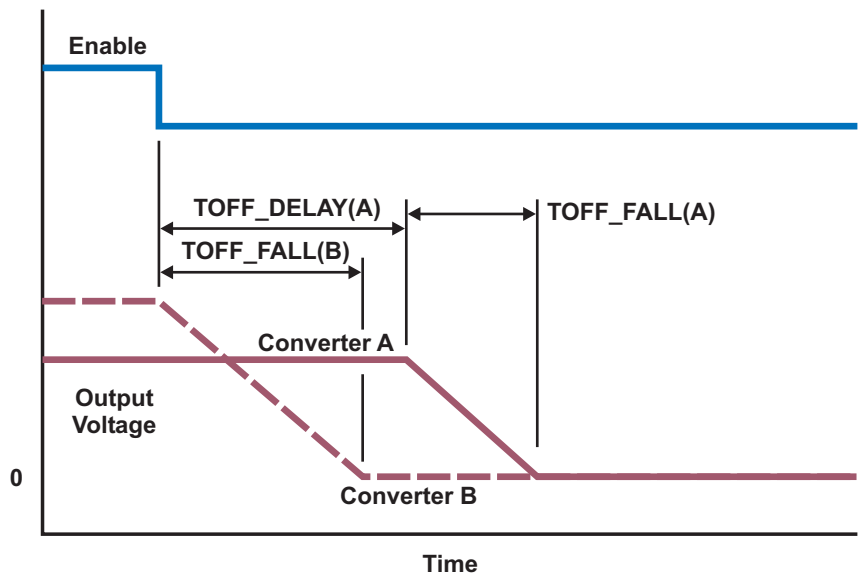 Enable
TOFF_DELAY(A)
TOFF_FALL(A)
TOFF_FALL(B)
Converter A
Output
Voltage
0
Converter B
Time